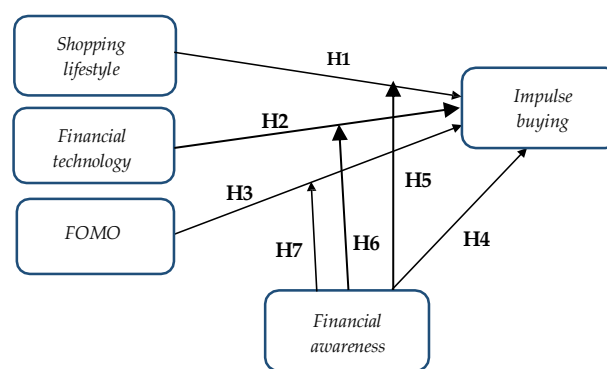 Shopping
lifestyle
H1
Impulse
buying
Financial
technology
H2
H3
FOMO
H5
H4
H6
H7
Financial
awareness